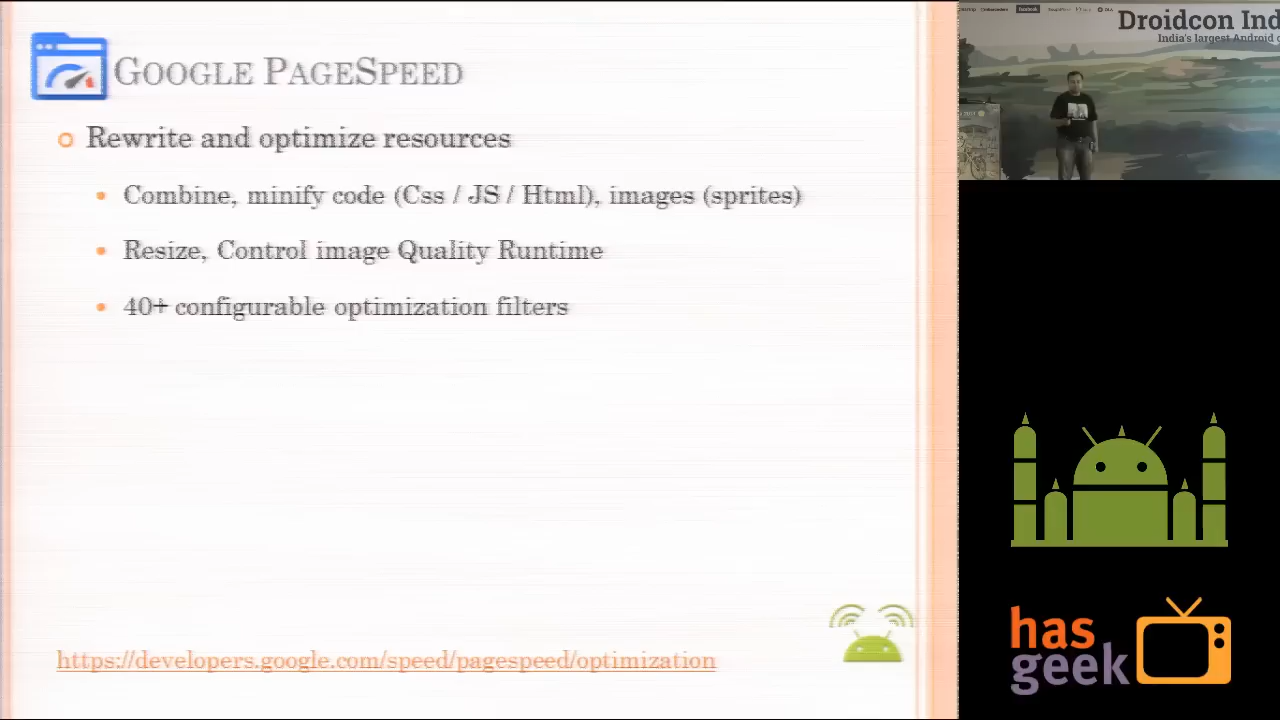 GOOGLE PAGESPEED
Rewrite and optimize resources
Combine, minify code (Css / JS / Html), images (sprites)
Resize, Control image Quality Runtime
40+ configurable optimization filters
https://developers.google.com/speed/pagespeed/optimization
Droidcon Ind
India's largest Android
has
geek